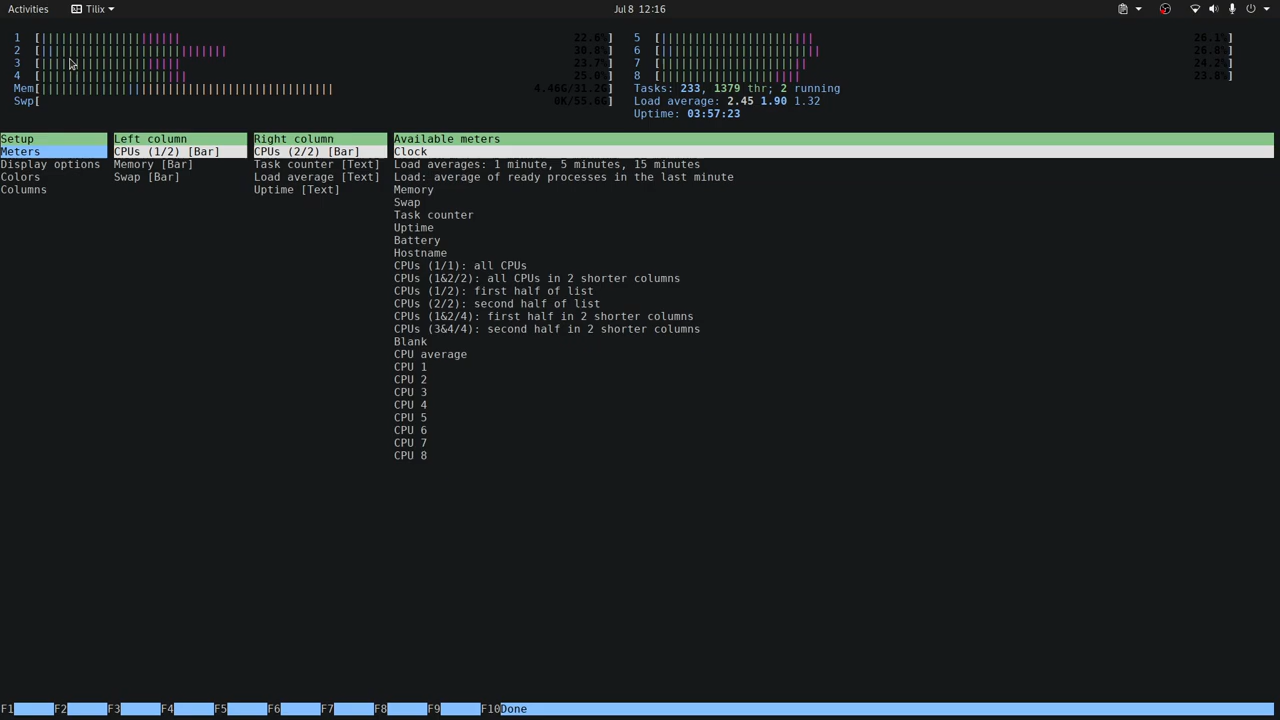 Activities Tilix Jul 8 12:16
1 [ 22.6%] 5 [ 26.1%]
2 [ 30.8%] 6 [ 26.8%]
3 [ 23.7%] 7 [ 24.2%]
4 [ 25.0%] 8 [ 23.8%]
Mem[ 4.46G/31.2G] Tasks: 233, 1379 thr; 2 running
Swp[ 0K/55.6G] Load average: 2.45 1.90 1.32
Uptime: 03:57:23
Setup Left column Right column Available meters
Meters CPUs (1/2) [Bar] CPUs (2/2) [Bar] Clock
Display options Memory [Bar] Task counter [Text] Load averages: 1 minute, 5 minutes, 15 minutes
Colors Swap [Bar] Load average [Text] Load: average of ready processes in the last minute
Columns Uptime [Text] Memory
Swap
Task counter
Uptime
Battery
Hostname
CPUs (1/1): all CPUs
CPUs (1&2/2): all CPUs in 2 shorter columns
CPUs (1/2): first half of list
CPUs (2/2): second half of list
CPUs (1&2/4): first half in 2 shorter columns
CPUs (3&4/4): second half in 2 shorter columns
Blank
CPU average
CPU 1
CPU 2
CPU 3
CPU 4
CPU 5
CPU 6
CPU 7
CPU 8
F1 F2 F3 F4 F5 F6 F7 F8 F9 F10Done